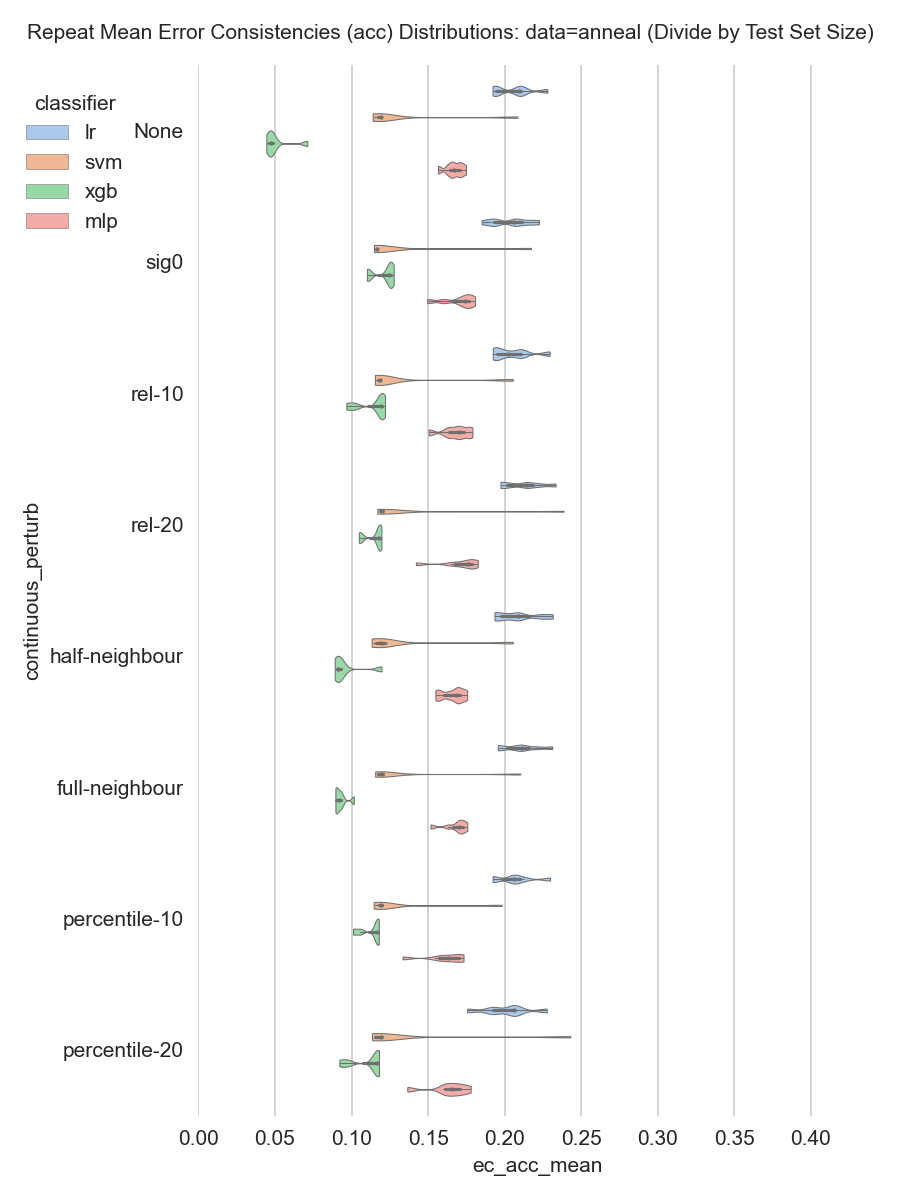 Repeat Mean Error Consistencies (acc) Distributions: data=anneal (Divide by Test Set Size)
classifier
lr
svm
xgb
mlp
None
sig0
rel-10
rel-20
half-neighbour
full-neighbour
percentile-10
percentile-20
continuous_perturb
0.00 0.05 0.10 0.15 0.20 0.25 0.30 0.35 0.40
ec_acc_mean